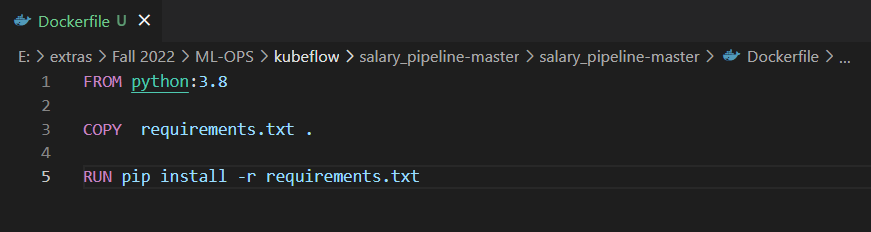 Dockerfile U
E: > extras > Fall 2022 > ML-OPS > kubeflow > salary_pipeline-master > salary_pipeline-master > Dockerfile > ...
1 FROM python:3.8
2
3 COPY  requirements.txt .
4
5 RUN pip install -r requirements.txt